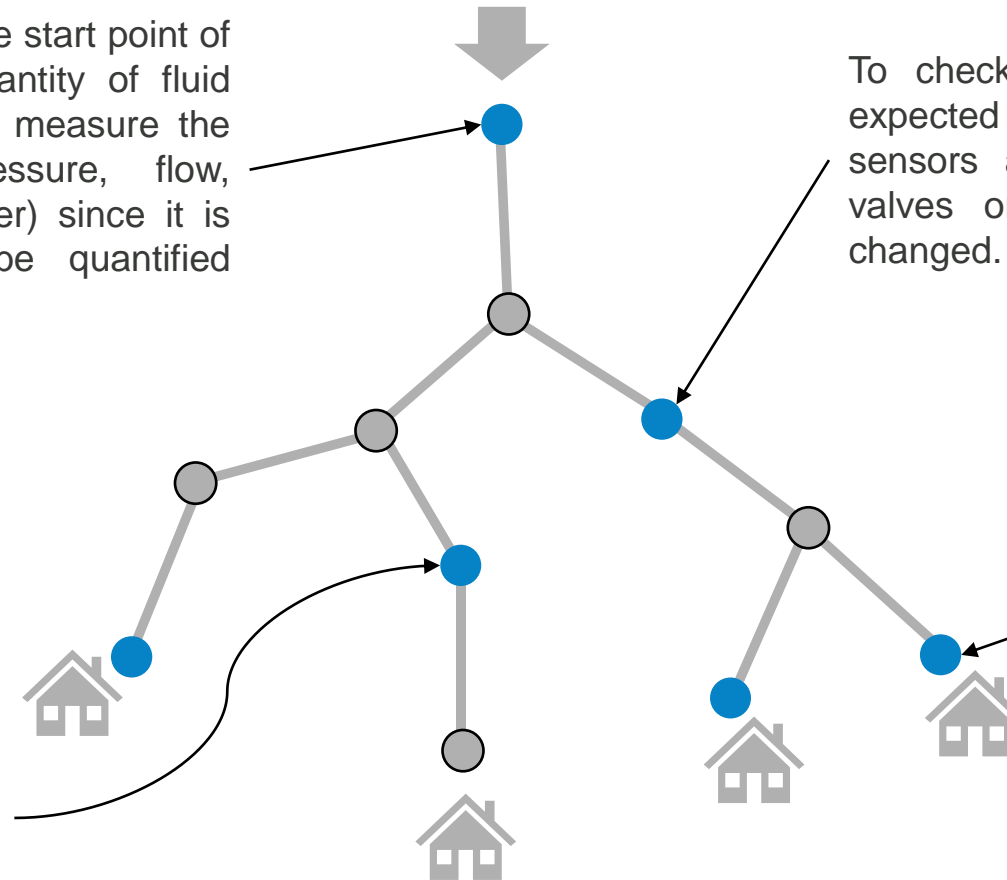 e start point of
antity of fluid
measure the
essure, flow,
er) since it is
be quantified
To check
expected
sensors a
valves o
changed.